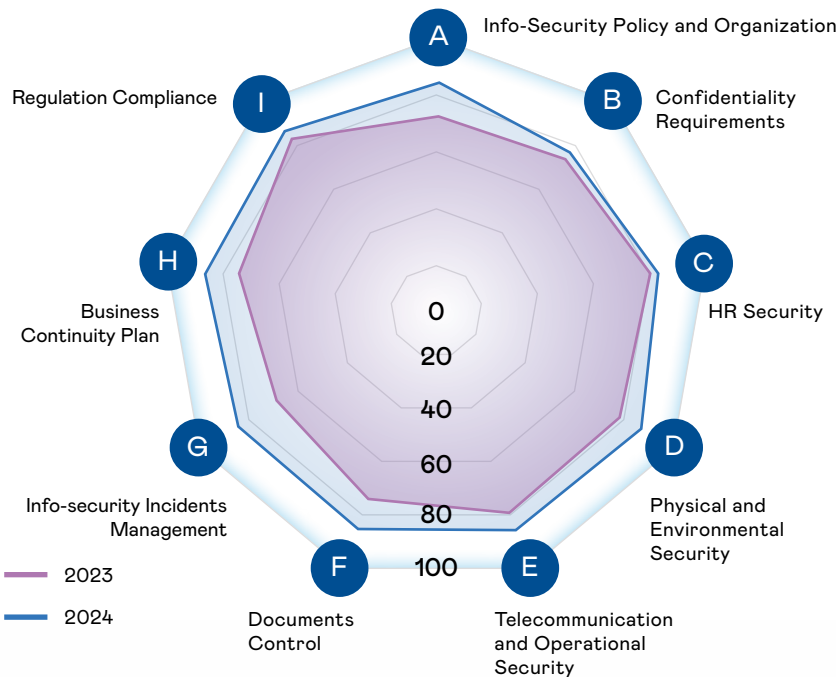 A
Info-Security Policy and Organization
B
Confidentiality
Requirements
C
HR Security
D
Physical and
Environmental
Security
E
Telecommunication
and Operational
Security
F
Documents
Control
G
Info-security Incidents
Management
H
Business
Continuity Plan
I
Regulation Compliance
0
20
40
60
80
100
2023
2024